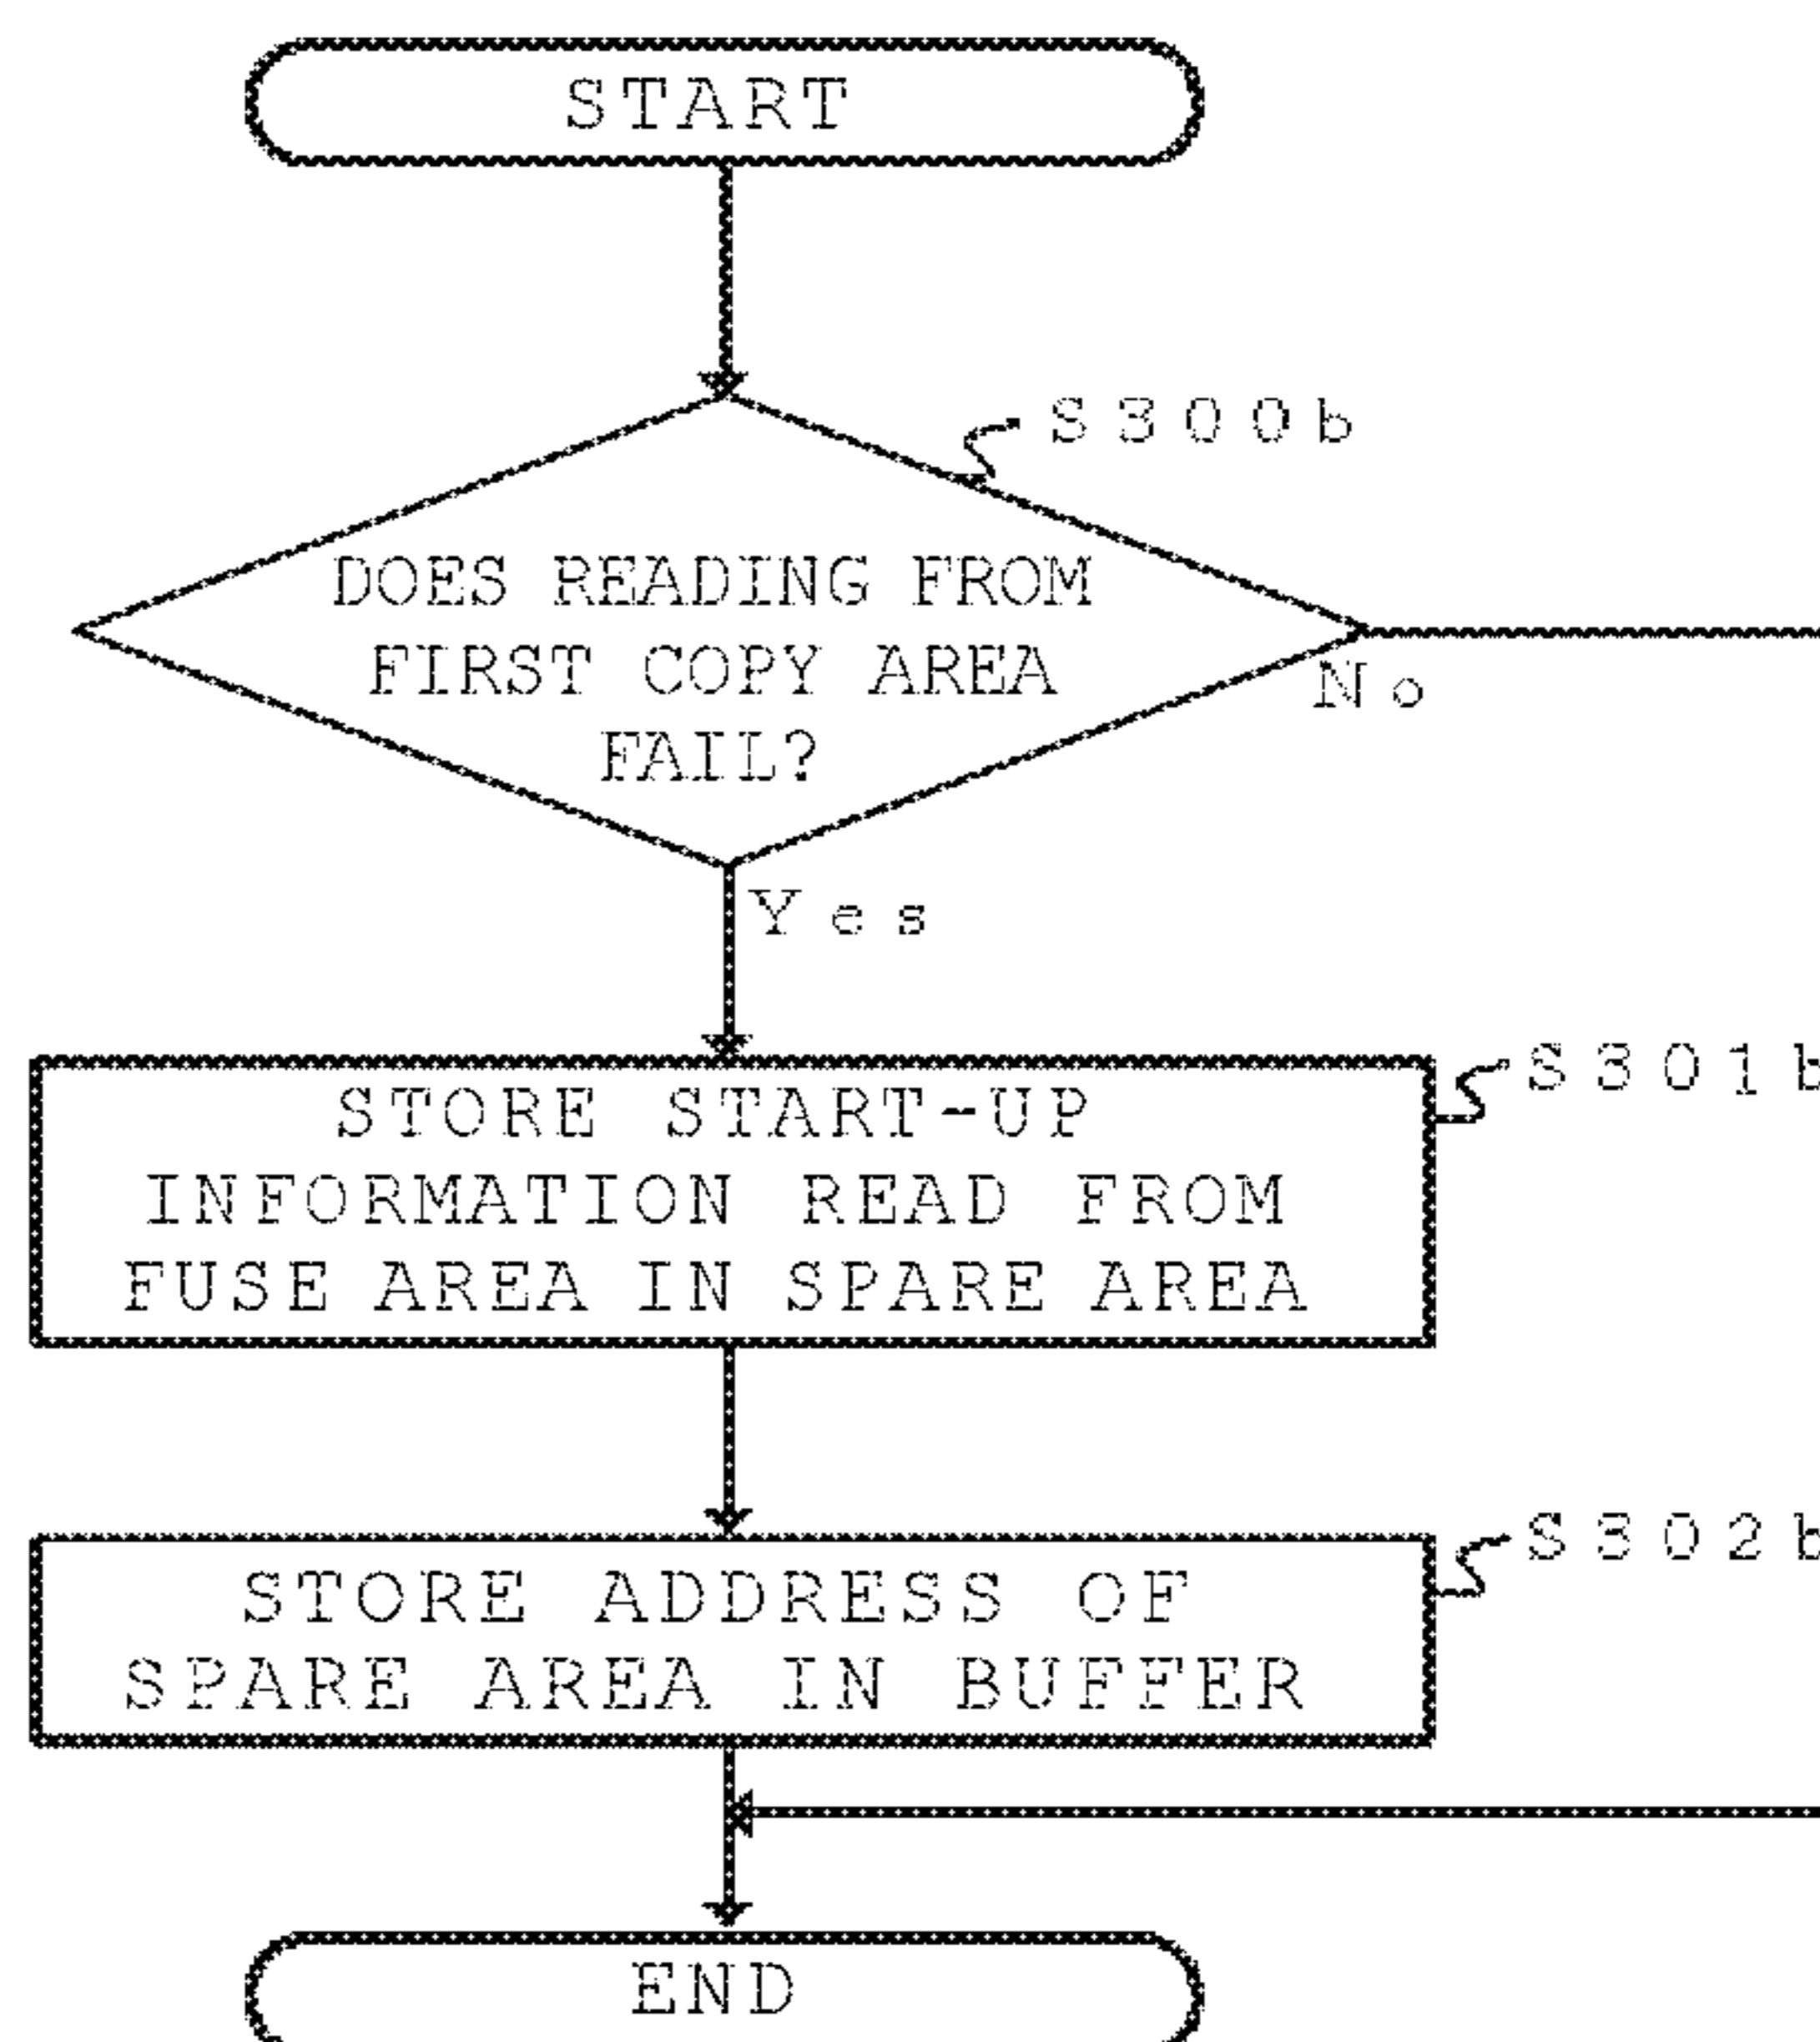 START
S300b
DOES READING FROM
FIRST COPY AREA
FAIL?
No
Yes
S301b
STORE START-UP
INFORMATION READ FROM
FUSE AREA IN SPARE AREA
S302b
STORE ADDRESS OF
SPARE AREA IN BUFFER
END